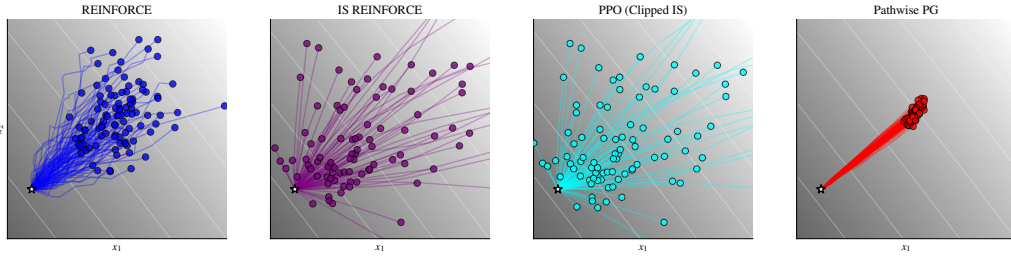 REINFORCE
IS REINFORCE
PPO (Clipped IS)
Pathwise PG
x₁
x₁
x₁
x₁